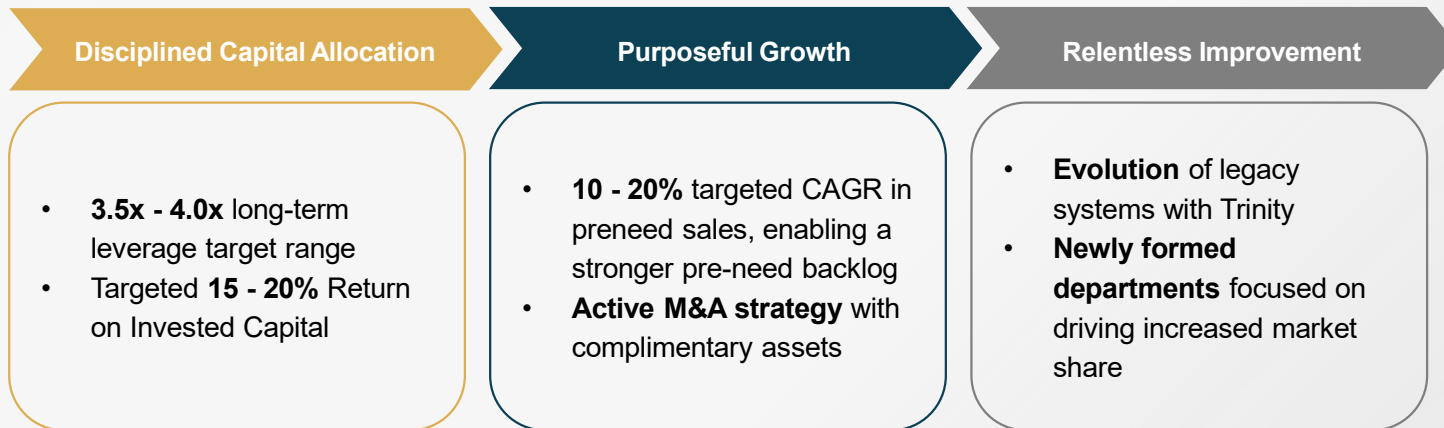 Disciplined Capital Allocation
Purposeful Growth
Relentless Improvement
• 3.5x - 4.0x long-term
leverage target range
• Targeted 15 - 20% Return
on Invested Capital
• 10 - 20% targeted CAGR in
preneed sales, enabling a
stronger pre-need backlog
• Active M&A strategy with
complimentary assets
• Evolution of legacy
systems with Trinity
• Newly formed
departments focused on
driving increased market
share